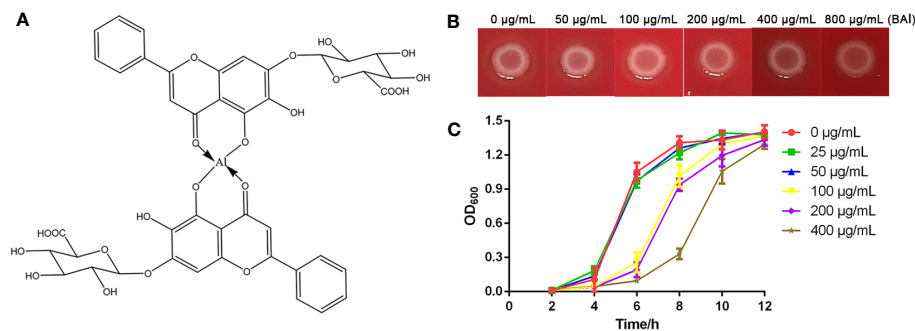 A
O
O
HO
OH
OH
COOH
OH
O
O
O
Al
O
O
HO
HOOC
O
HO
HO
OH
O
O
B
0 µg/mL 50 µg/mL 100 µg/mL 200 µg/mL 400 µg/mL 800 µg/mL (BAI)
C
OD600
1.5
1.2
0.9
0.6
0.3
0.0
0 2 4 6 8 10 12
Time/h
0 µg/mL
25 µg/mL
50 µg/mL
100 µg/mL
200 µg/mL
400 µg/mL